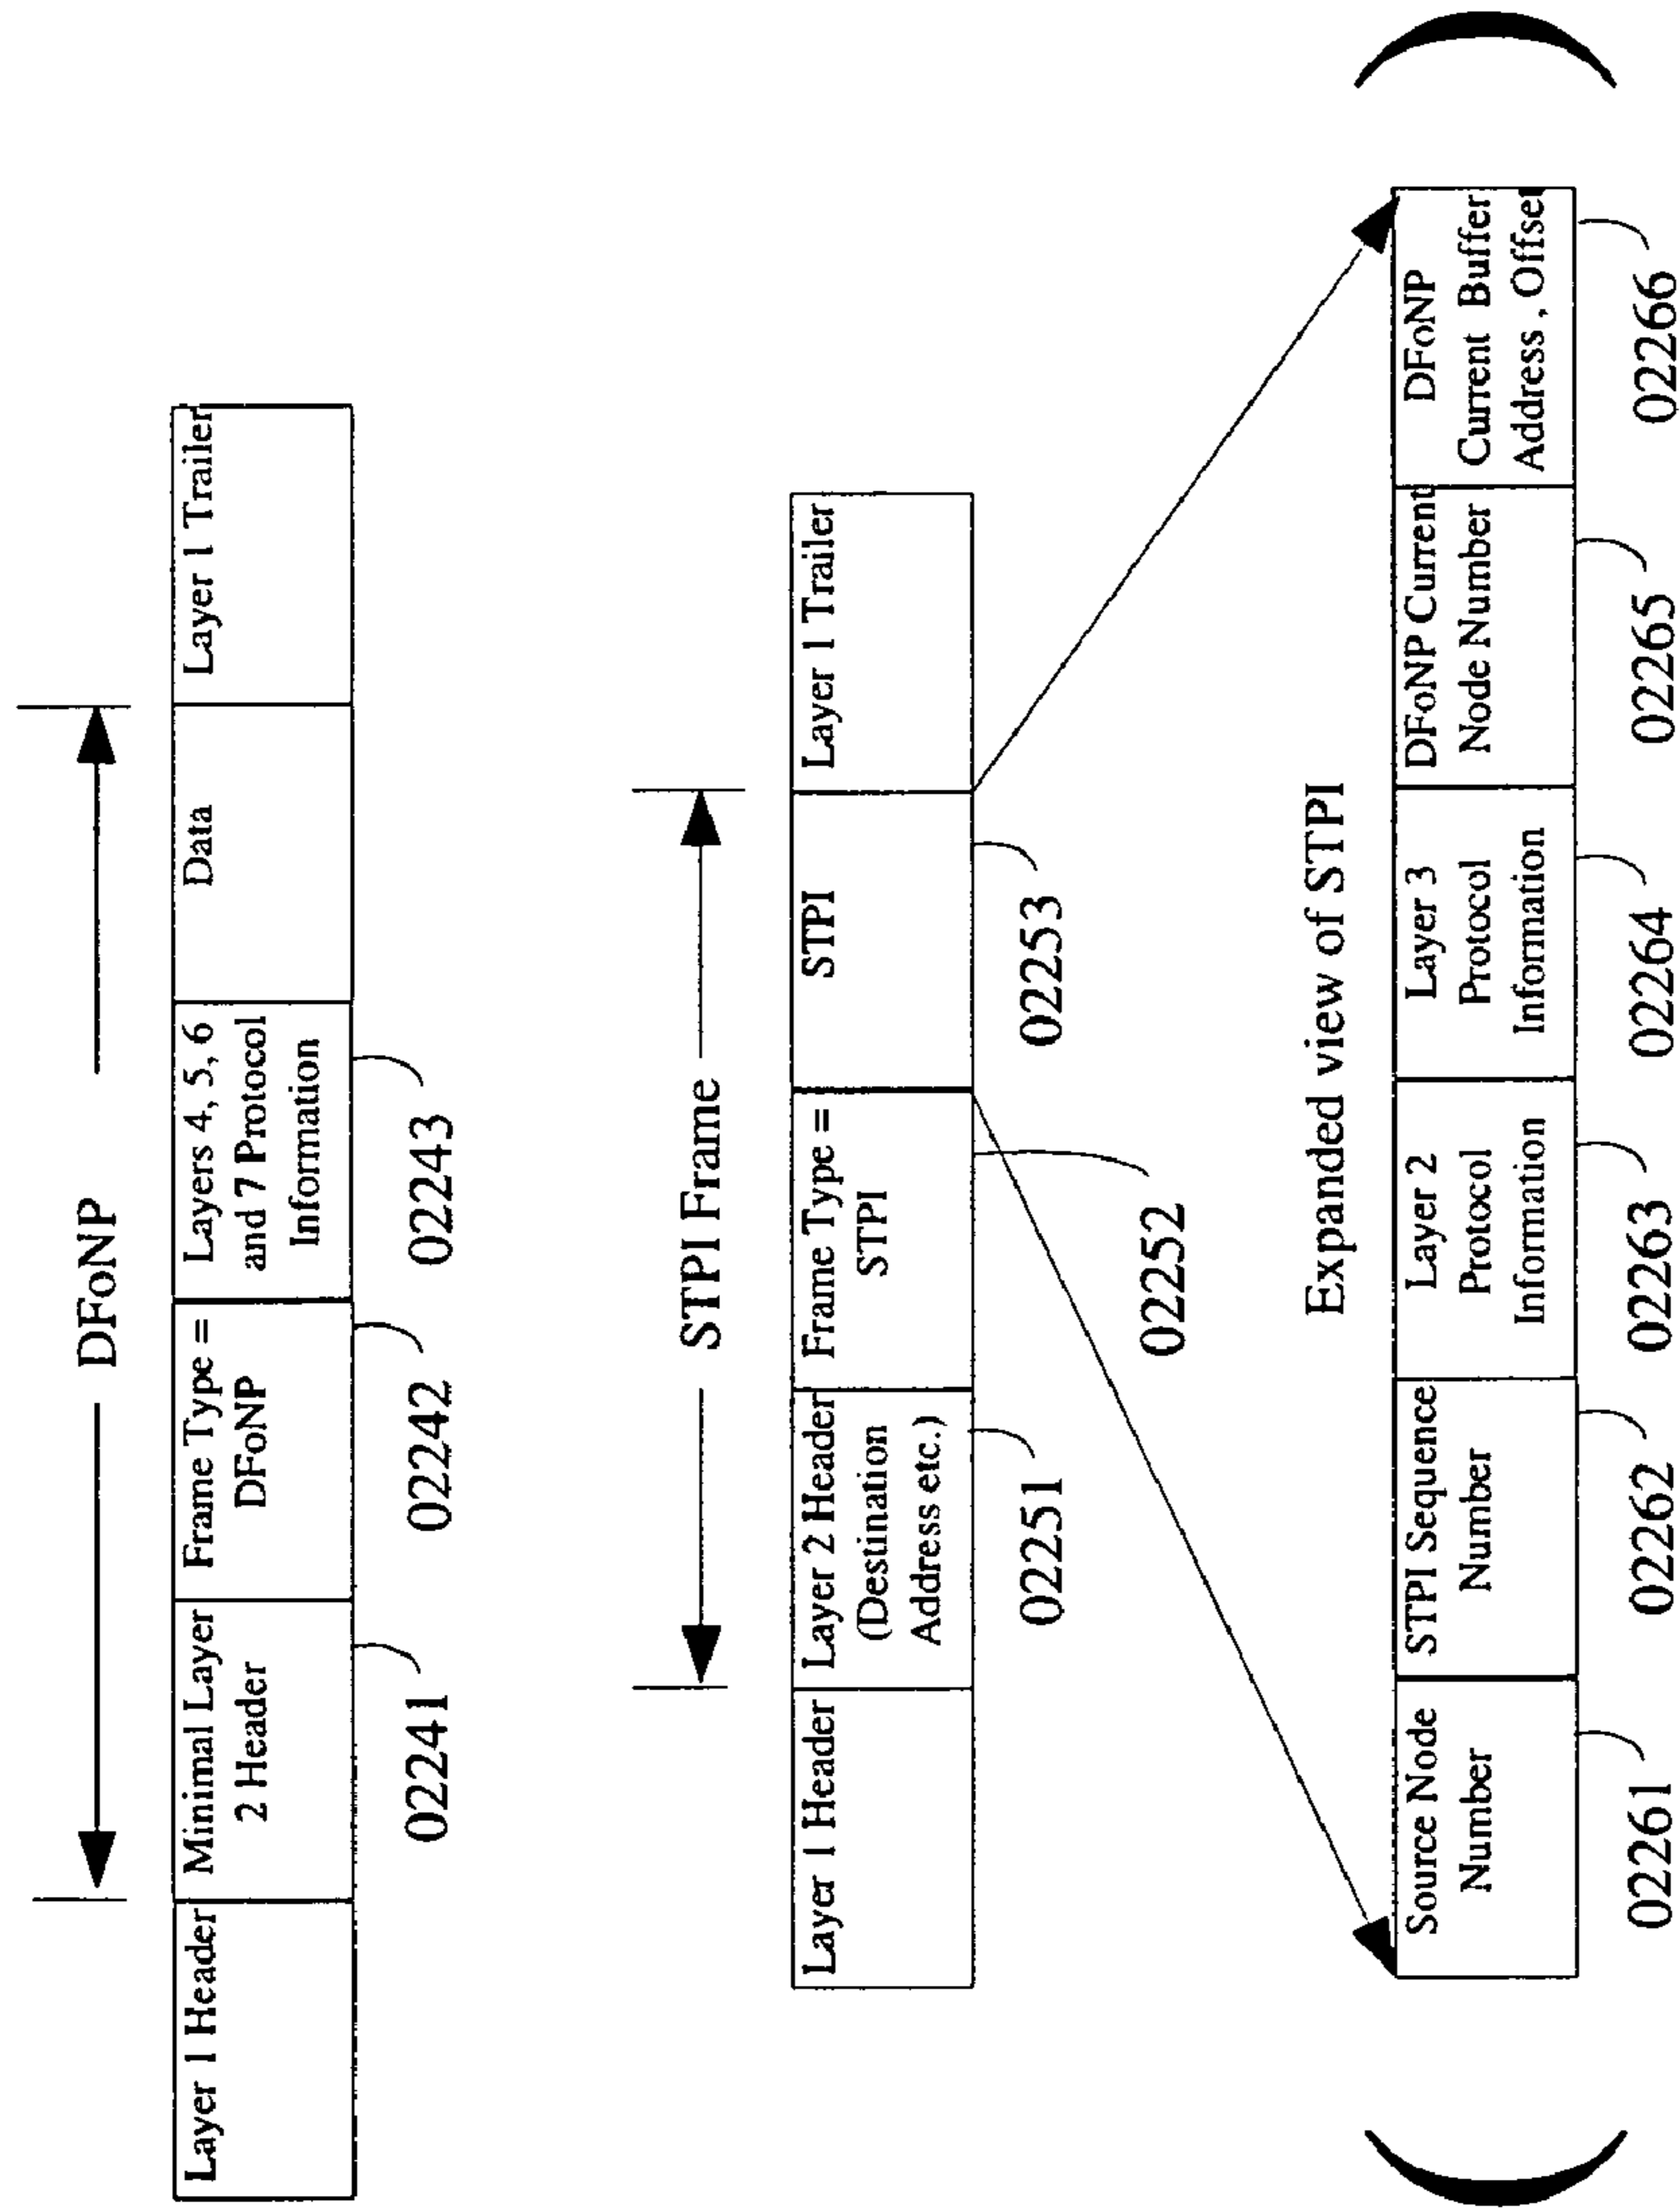 DFoNP
Layer 1 Header
Minimal Layer
2 Header
Frame Type =
DFoNP
Layers 4, 5, 6
and 7 Protocol
Information
Data
Layer 1 Trailer
02241
02242
02243
STPI Frame
Layer 1 Header
Layer 2 Header
(Destination
Address etc.)
Frame Type =
STPI
STPI
Layer 1 Trailer
02251
02252
02253
Expanded view of STPI
Source Node
Number
STPI Sequence
Number
Layer 2
Protocol
Information
Layer 3
Protocol
Information
DFoNP Current
Node Number
DFoNP
Current Buffer
Address , Offset
02261
02262
02263
02264
02265
02266